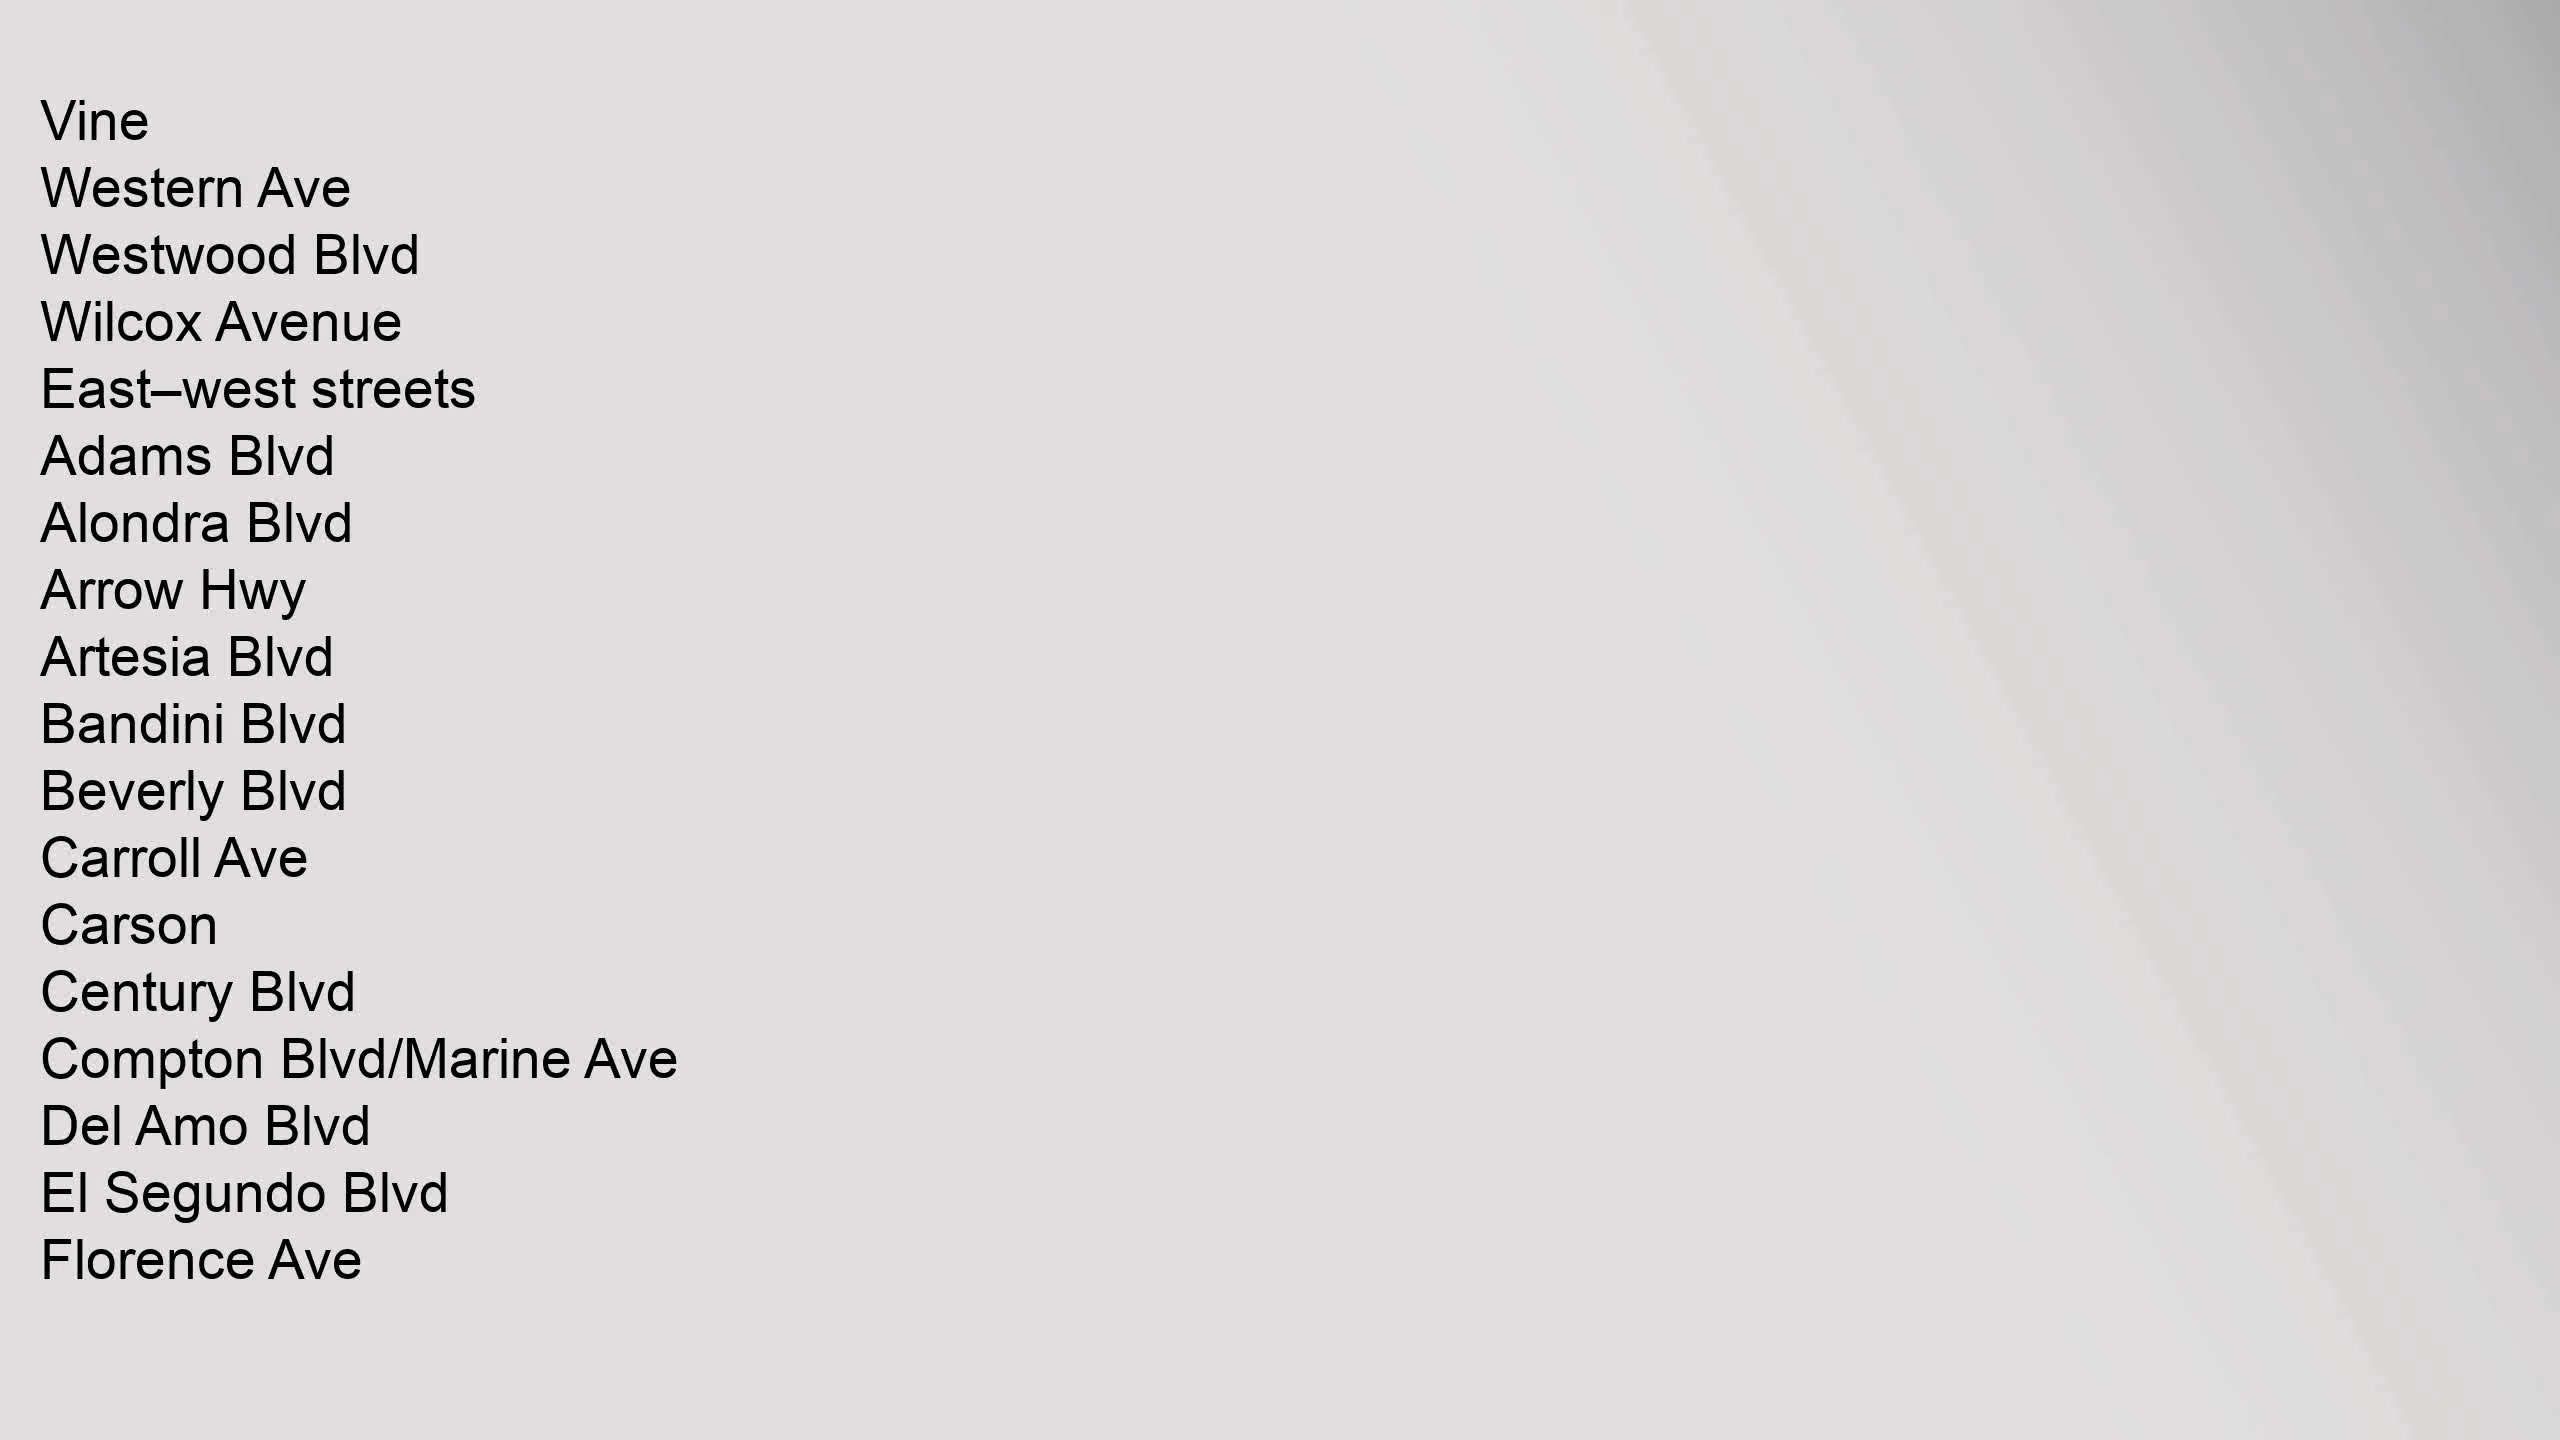 Vine
Western Ave
Westwood Blvd
Wilcox Avenue
East–west streets
Adams Blvd
Alondra Blvd
Arrow Hwy
Artesia Blvd
Bandini Blvd
Beverly Blvd
Carroll Ave
Carson
Century Blvd
Compton Blvd/Marine Ave
Del Amo Blvd
El Segundo Blvd
Florence Ave